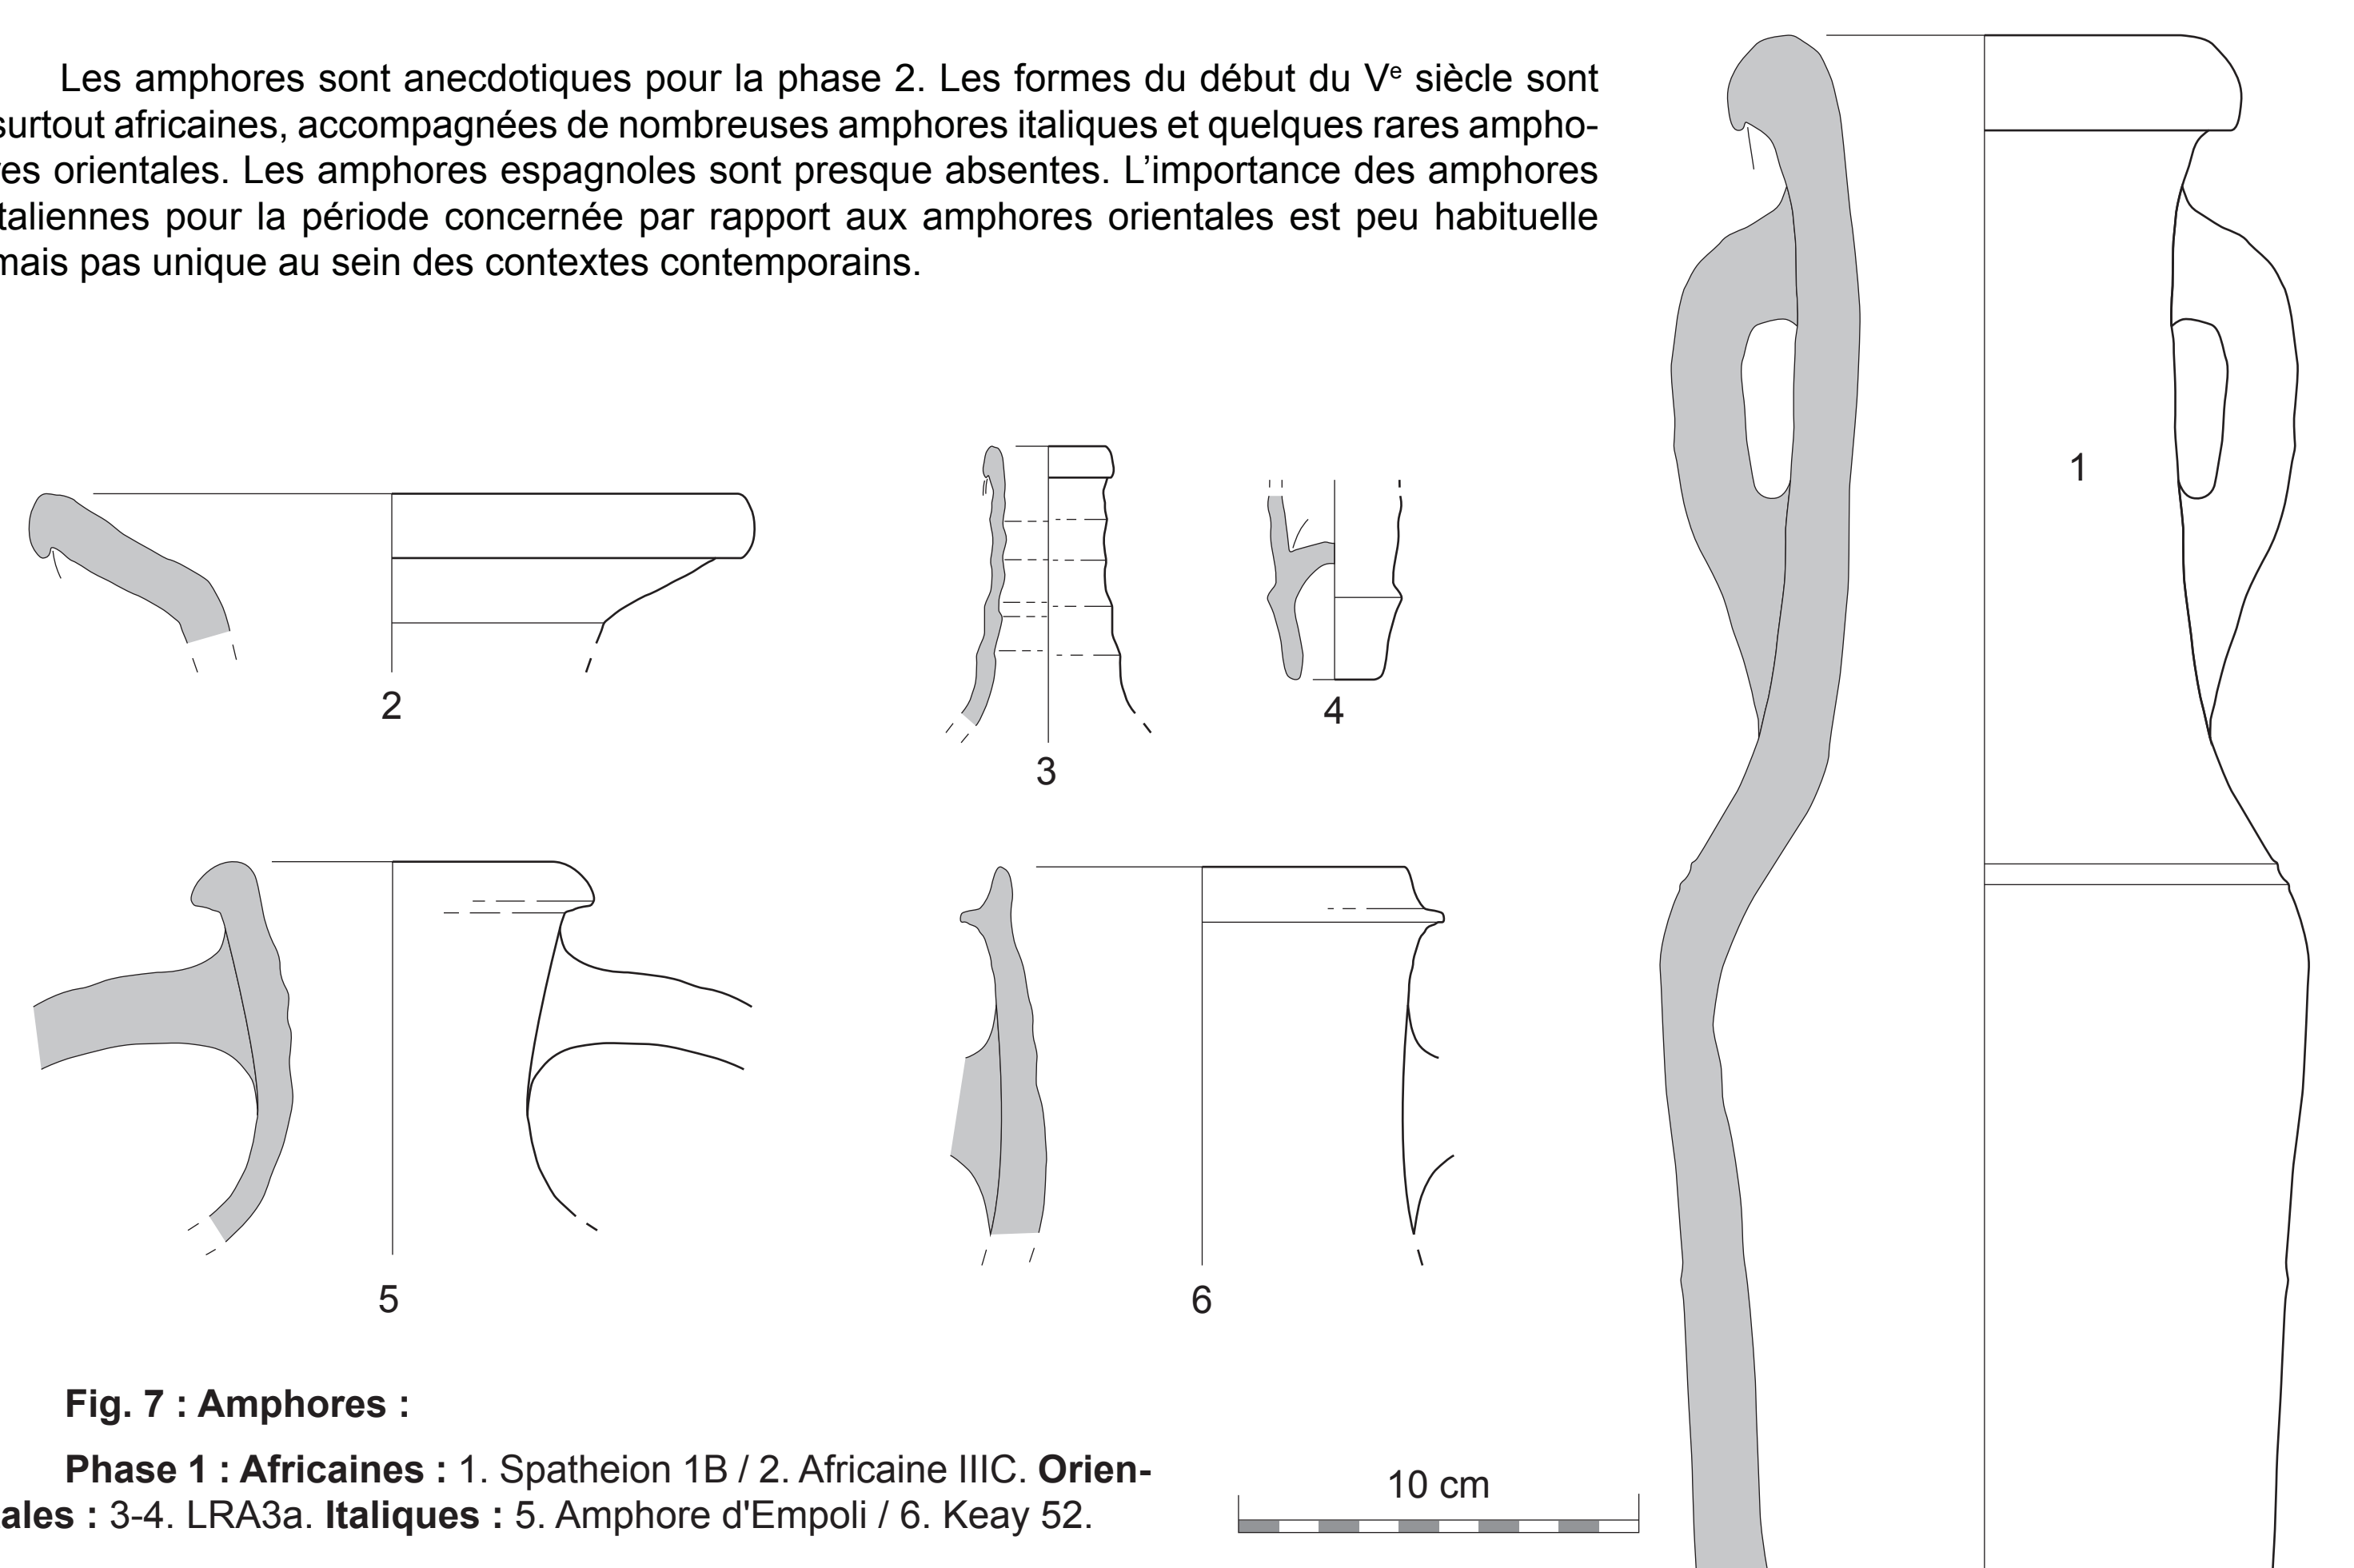 Les amphores sont anecdotiques pour la phase 2. Les formes du début du Vᵉ siècle sont
surtout africaines, accompagnées de nombreuses amphores italiques et quelques rares ampho-
res orientales. Les amphores espagnoles sont presque absentes. L’importance des amphores
italiennes pour la période concernée par rapport aux amphores orientales est peu habituelle
mais pas unique au sein des contextes contemporains.
1
2
3
4
5
6
Fig. 7 : Amphores :
Phase 1 : Africaines : 1. Spatheion 1B / 2. Africaine IIIC. Orien-
tales : 3-4. LRA3a. Italiques : 5. Amphore d'Empoli / 6. Keay 52.
10 cm